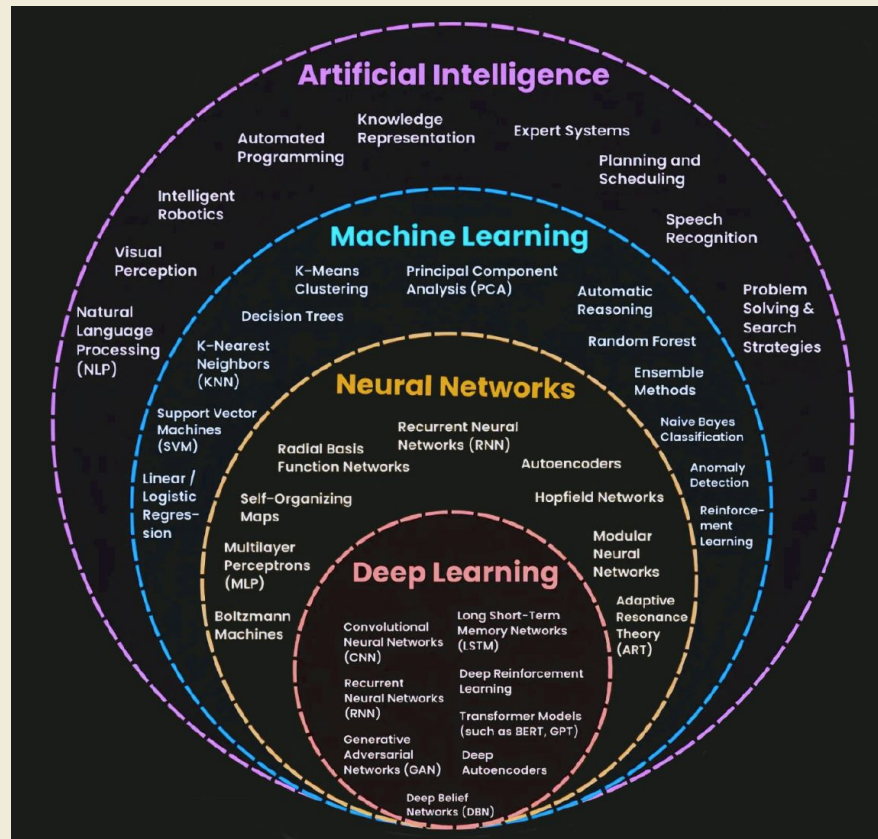 Artificial Intelligence
Knowledge
Representation
Expert Systems
Automated
Programming
Planning and
Scheduling
Intelligent
Robotics
Speech
Recognition
Visual
Perception
Problem
Solving &
Search
Strategies
Natural
Language
Processing
(NLP)
Machine Learning
K-Means
Clustering
Principal Component
Analysis (PCA)
Automatic
Reasoning
Decision Trees
Random Forest
K-Nearest
Neighbors
(KNN)
Ensemble
Methods
Support Vector
Machines
(SVM)
Naive Bayes
Classification
Linear /
Logistic
Regres-
sion
Anomaly
Detection
Reinforce-
ment
Learning
Neural Networks
Recurrent Neural
Networks (RNN)
Radial Basis
Function Networks
Autoencoders
Self-Organizing
Maps
Hopfield Networks
Multilayer
Perceptrons
(MLP)
Modular
Neural
Networks
Boltzmann
Machines
Adaptive
Resonance
Theory
(ART)
Deep Learning
Convolutional
Neural Networks
(CNN)
Long Short-Term
Memory Networks
(LSTM)
Recurrent
Neural Networks
(RNN)
Deep Reinforcement
Learning
Transformer Models
(such as BERT, GPT)
Generative
Adversarial
Networks (GAN)
Deep
Autoencoders
Deep Belief
Networks (DBN)